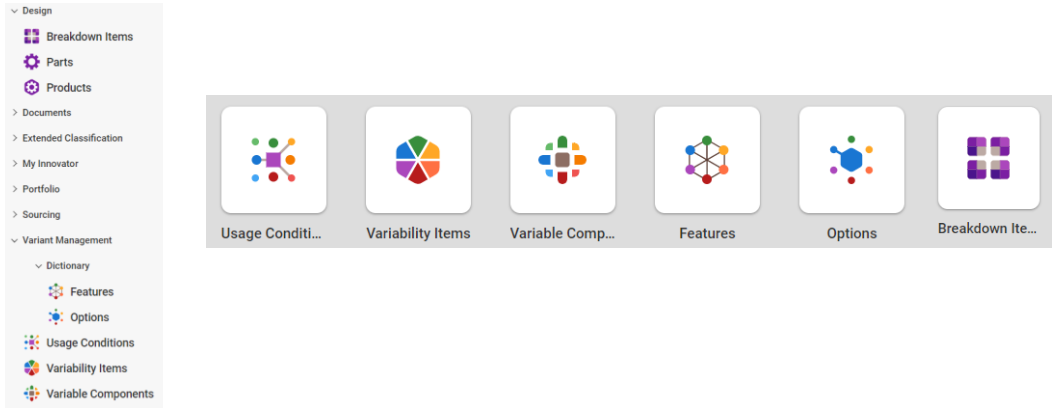 Design
Breakdown Items
Parts
Products
Documents
Extended Classification
My Innovator
Portfolio
Sourcing
Variant Management
Dictionary
Features
Options
Usage Conditions
Variability Items
Variable Components
Usage Conditi...
Variability Items
Variable Comp...
Features
Options
Breakdown Ite...